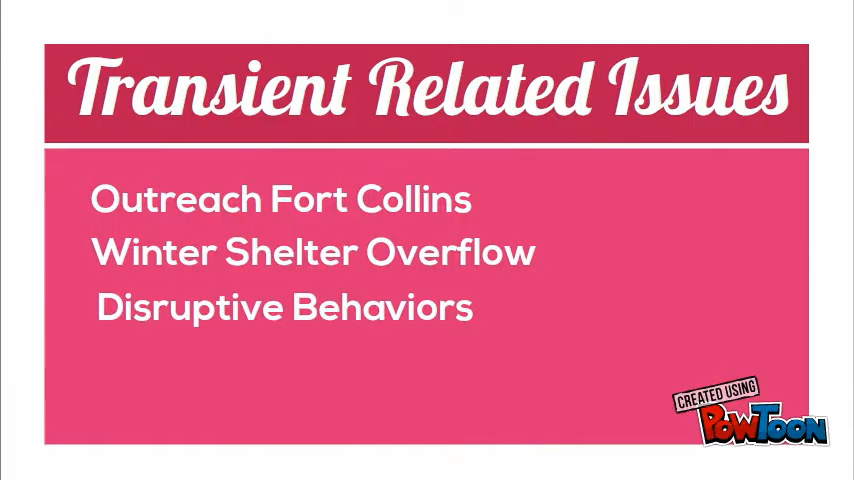 Transient Related Issues
Outreach Fort Collins
Winter Shelter Overflow
Disruptive Behaviors
CREATED USING
POWTOON